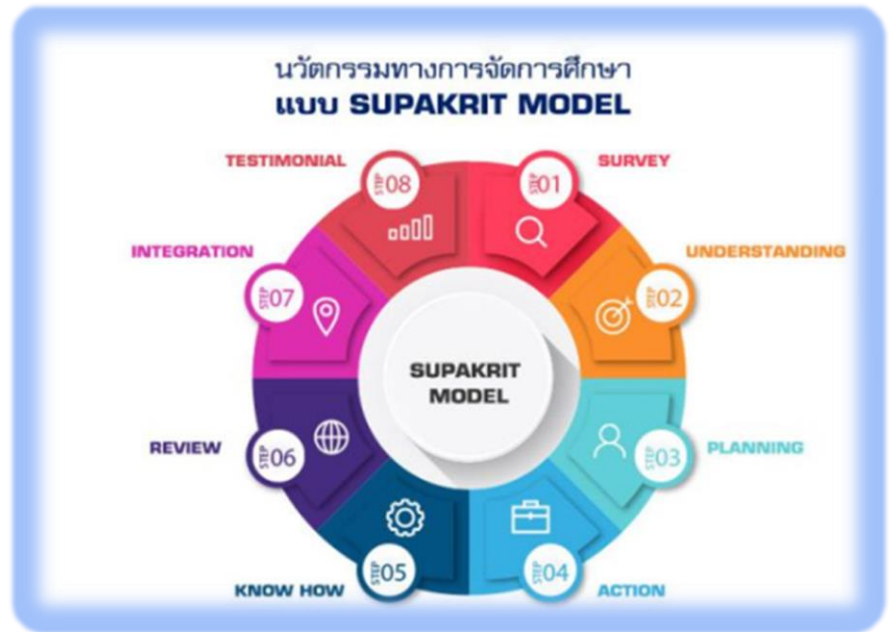 นวัตกรรมทางการจัดการศึกษา
แบบ SUPAKRIT MODEL
STEP 01
SURVEY
STEP 02
UNDERSTANDING
STEP 03
PLANNING
STEP 04
ACTION
STEP 05
KNOW HOW
STEP 06
REVIEW
STEP 07
INTEGRATION
STEP 08
TESTIMONIAL
SUPAKRIT
MODEL